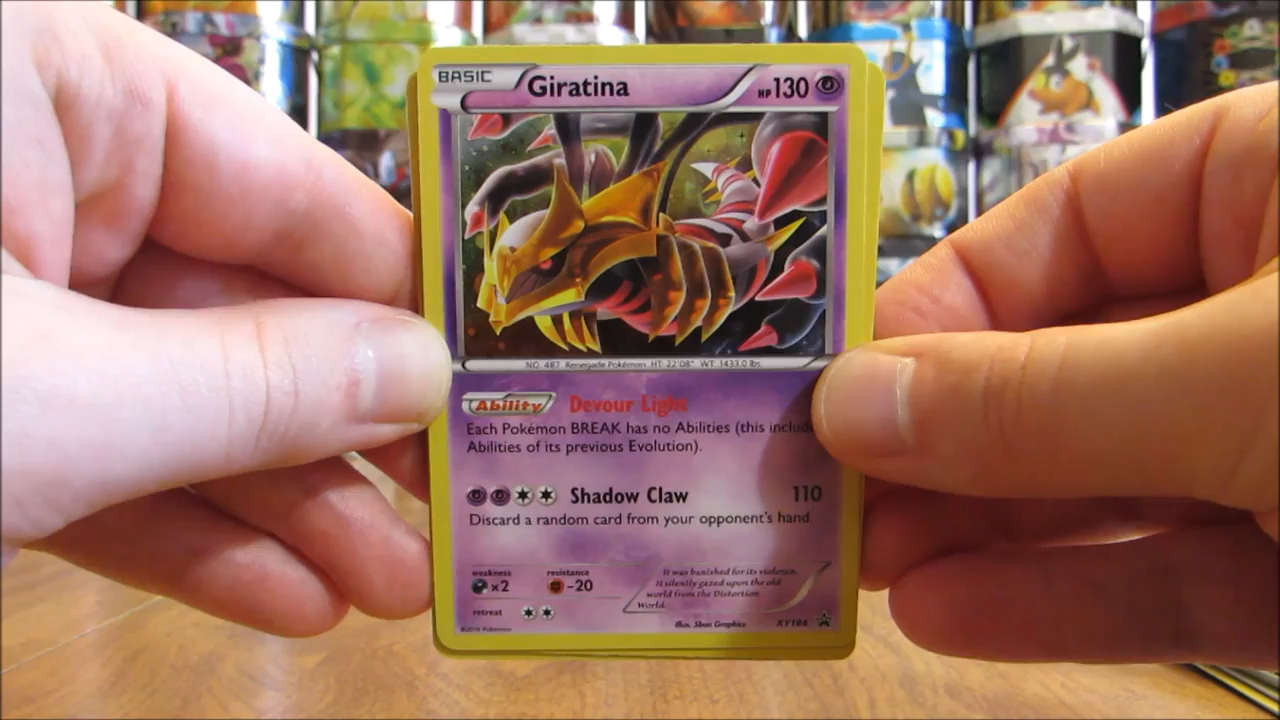 BASIC Giratina HP 130
NO. 487 Renegade Pokémon HT: 22'08" WT: 1433.0 lbs.
Ability Devour Light
Each Pokémon BREAK has no Abilities (this includ
Abilities of its previous Evolution).
Shadow Claw 110
Discard a random card from your opponent's hand
weakness resistance
×2 -20
It was banished for its violence.
It silently gazed upon the old
world from the Distortion
World.
retreat
©2016 Pokémon Illus. 5ban Graphics XY184